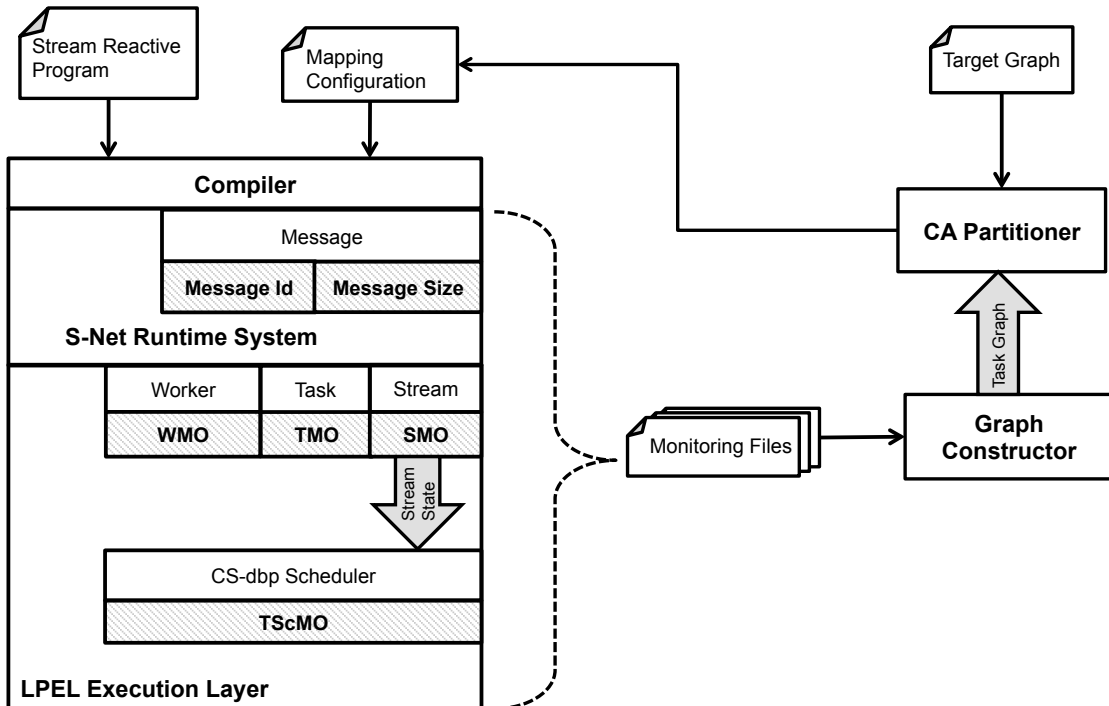 Stream Reactive
Program
Mapping
Configuration
Target Graph
Compiler
Message
Message Id
Message Size
S-Net Runtime System
CA Partitioner
Task Graph
Worker
Task
Stream
WMO
TMO
SMO
Stream
State
Monitoring Files
Graph
Constructor
CS-dbp Scheduler
TScMO
LPEL Execution Layer